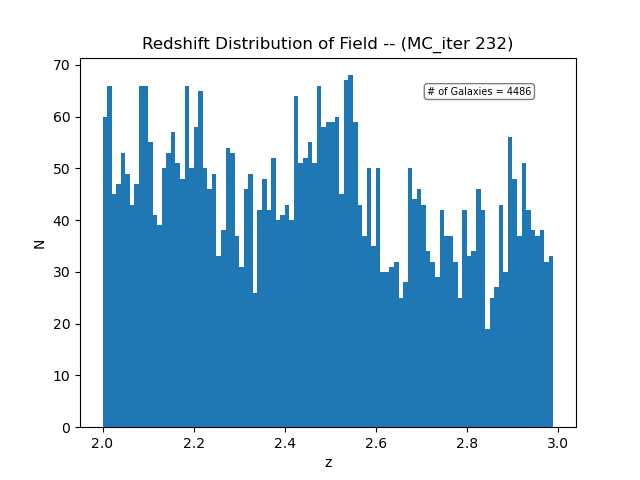 Redshift Distribution of Field -- (MC_iter 232)
# of Galaxies = 4486
N
70
60
50
40
30
20
10
0
2.0 2.2 2.4 2.6 2.8 3.0
z